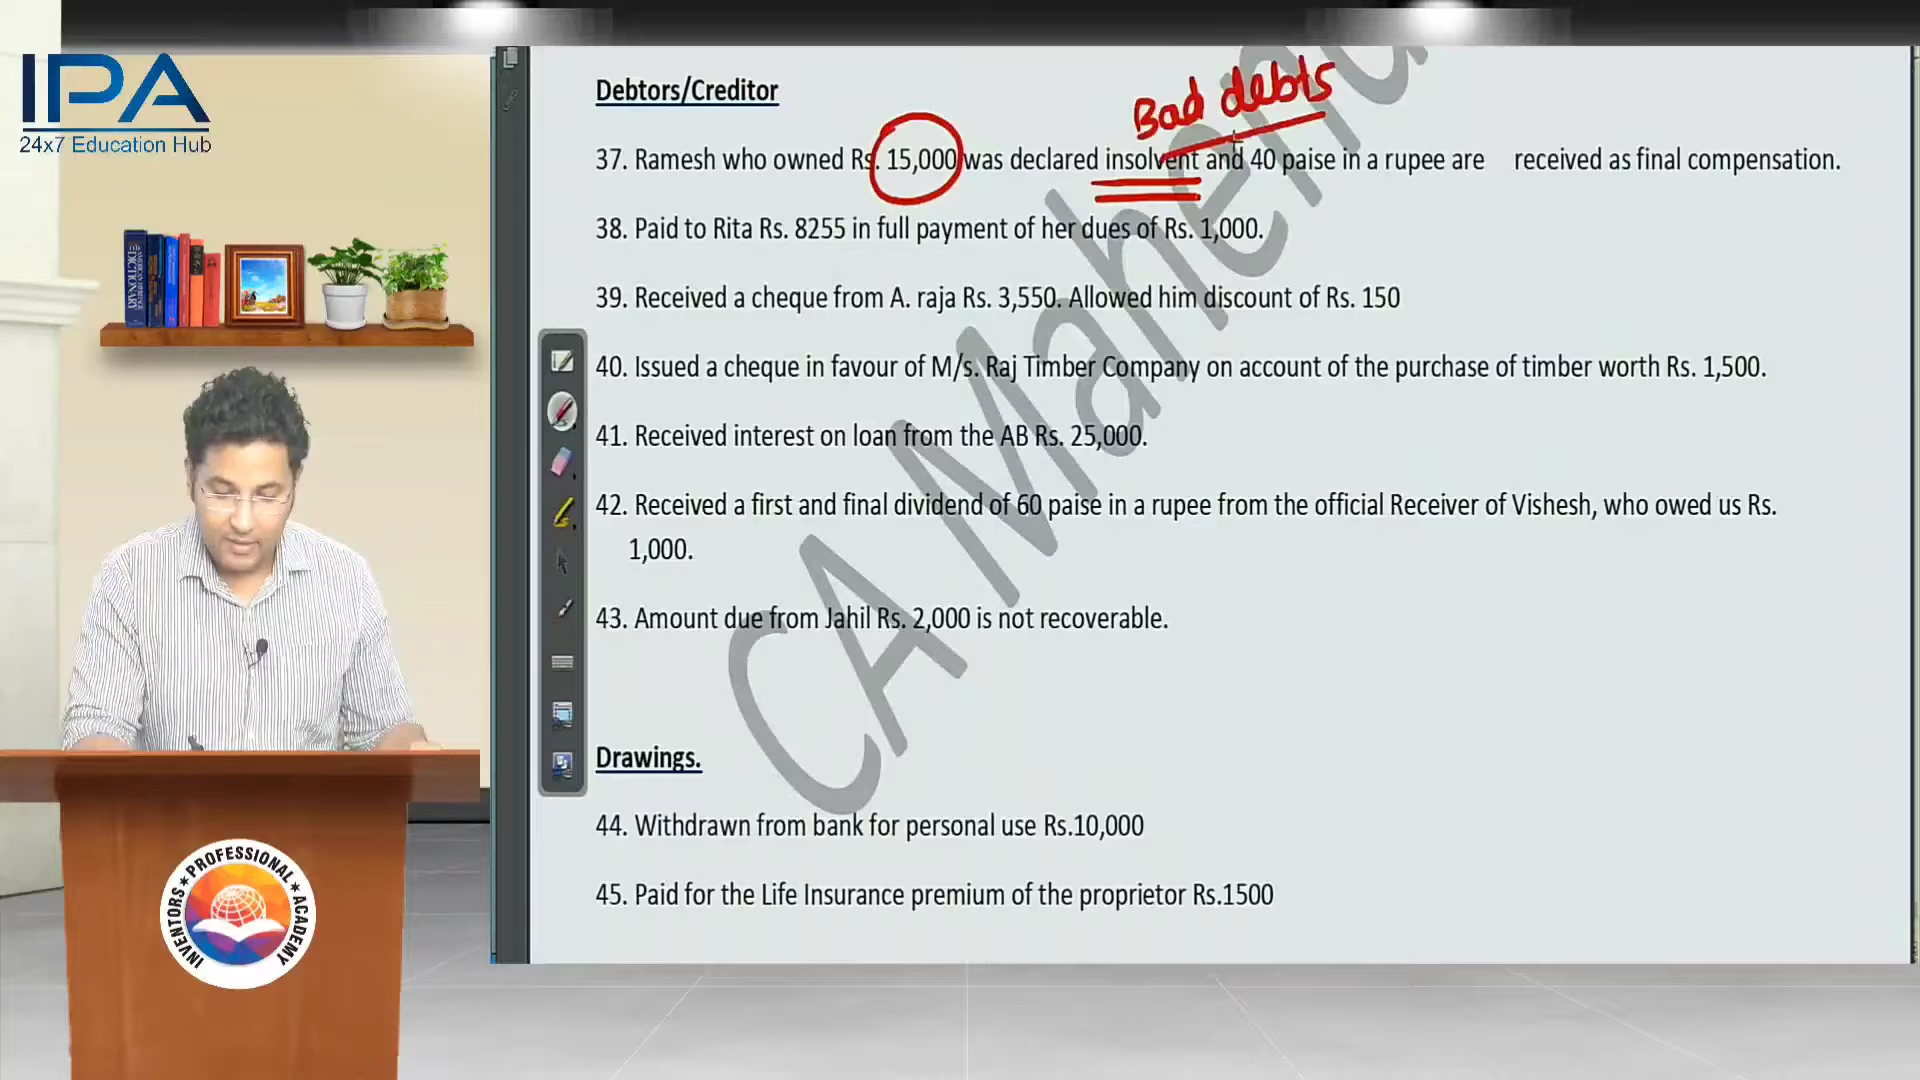 IPA
24x7 Education Hub
Debtors/Creditor
Bad debts
37. Ramesh who owned Rs. 15,000 was declared insolvent and 40 paise in a rupee are received as final compensation.
38. Paid to Rita Rs. 8255 in full payment of her dues of Rs. 1,000.
39. Received a cheque from A. raja Rs. 3,550. Allowed him discount of Rs. 150
40. Issued a cheque in favour of M/s. Raj Timber Company on account of the purchase of timber worth Rs. 1,500.
41. Received interest on loan from the AB Rs. 25,000.
42. Received a first and final dividend of 60 paise in a rupee from the official Receiver of Vishesh, who owed us Rs.
1,000.
43. Amount due from Jahil Rs. 2,000 is not recoverable.
Drawings.
44. Withdrawn from bank for personal use Rs.10,000
45. Paid for the Life Insurance premium of the proprietor Rs.1500
CA
DICTIONARY
INVENTORS PROFESSIONAL ACADEMY